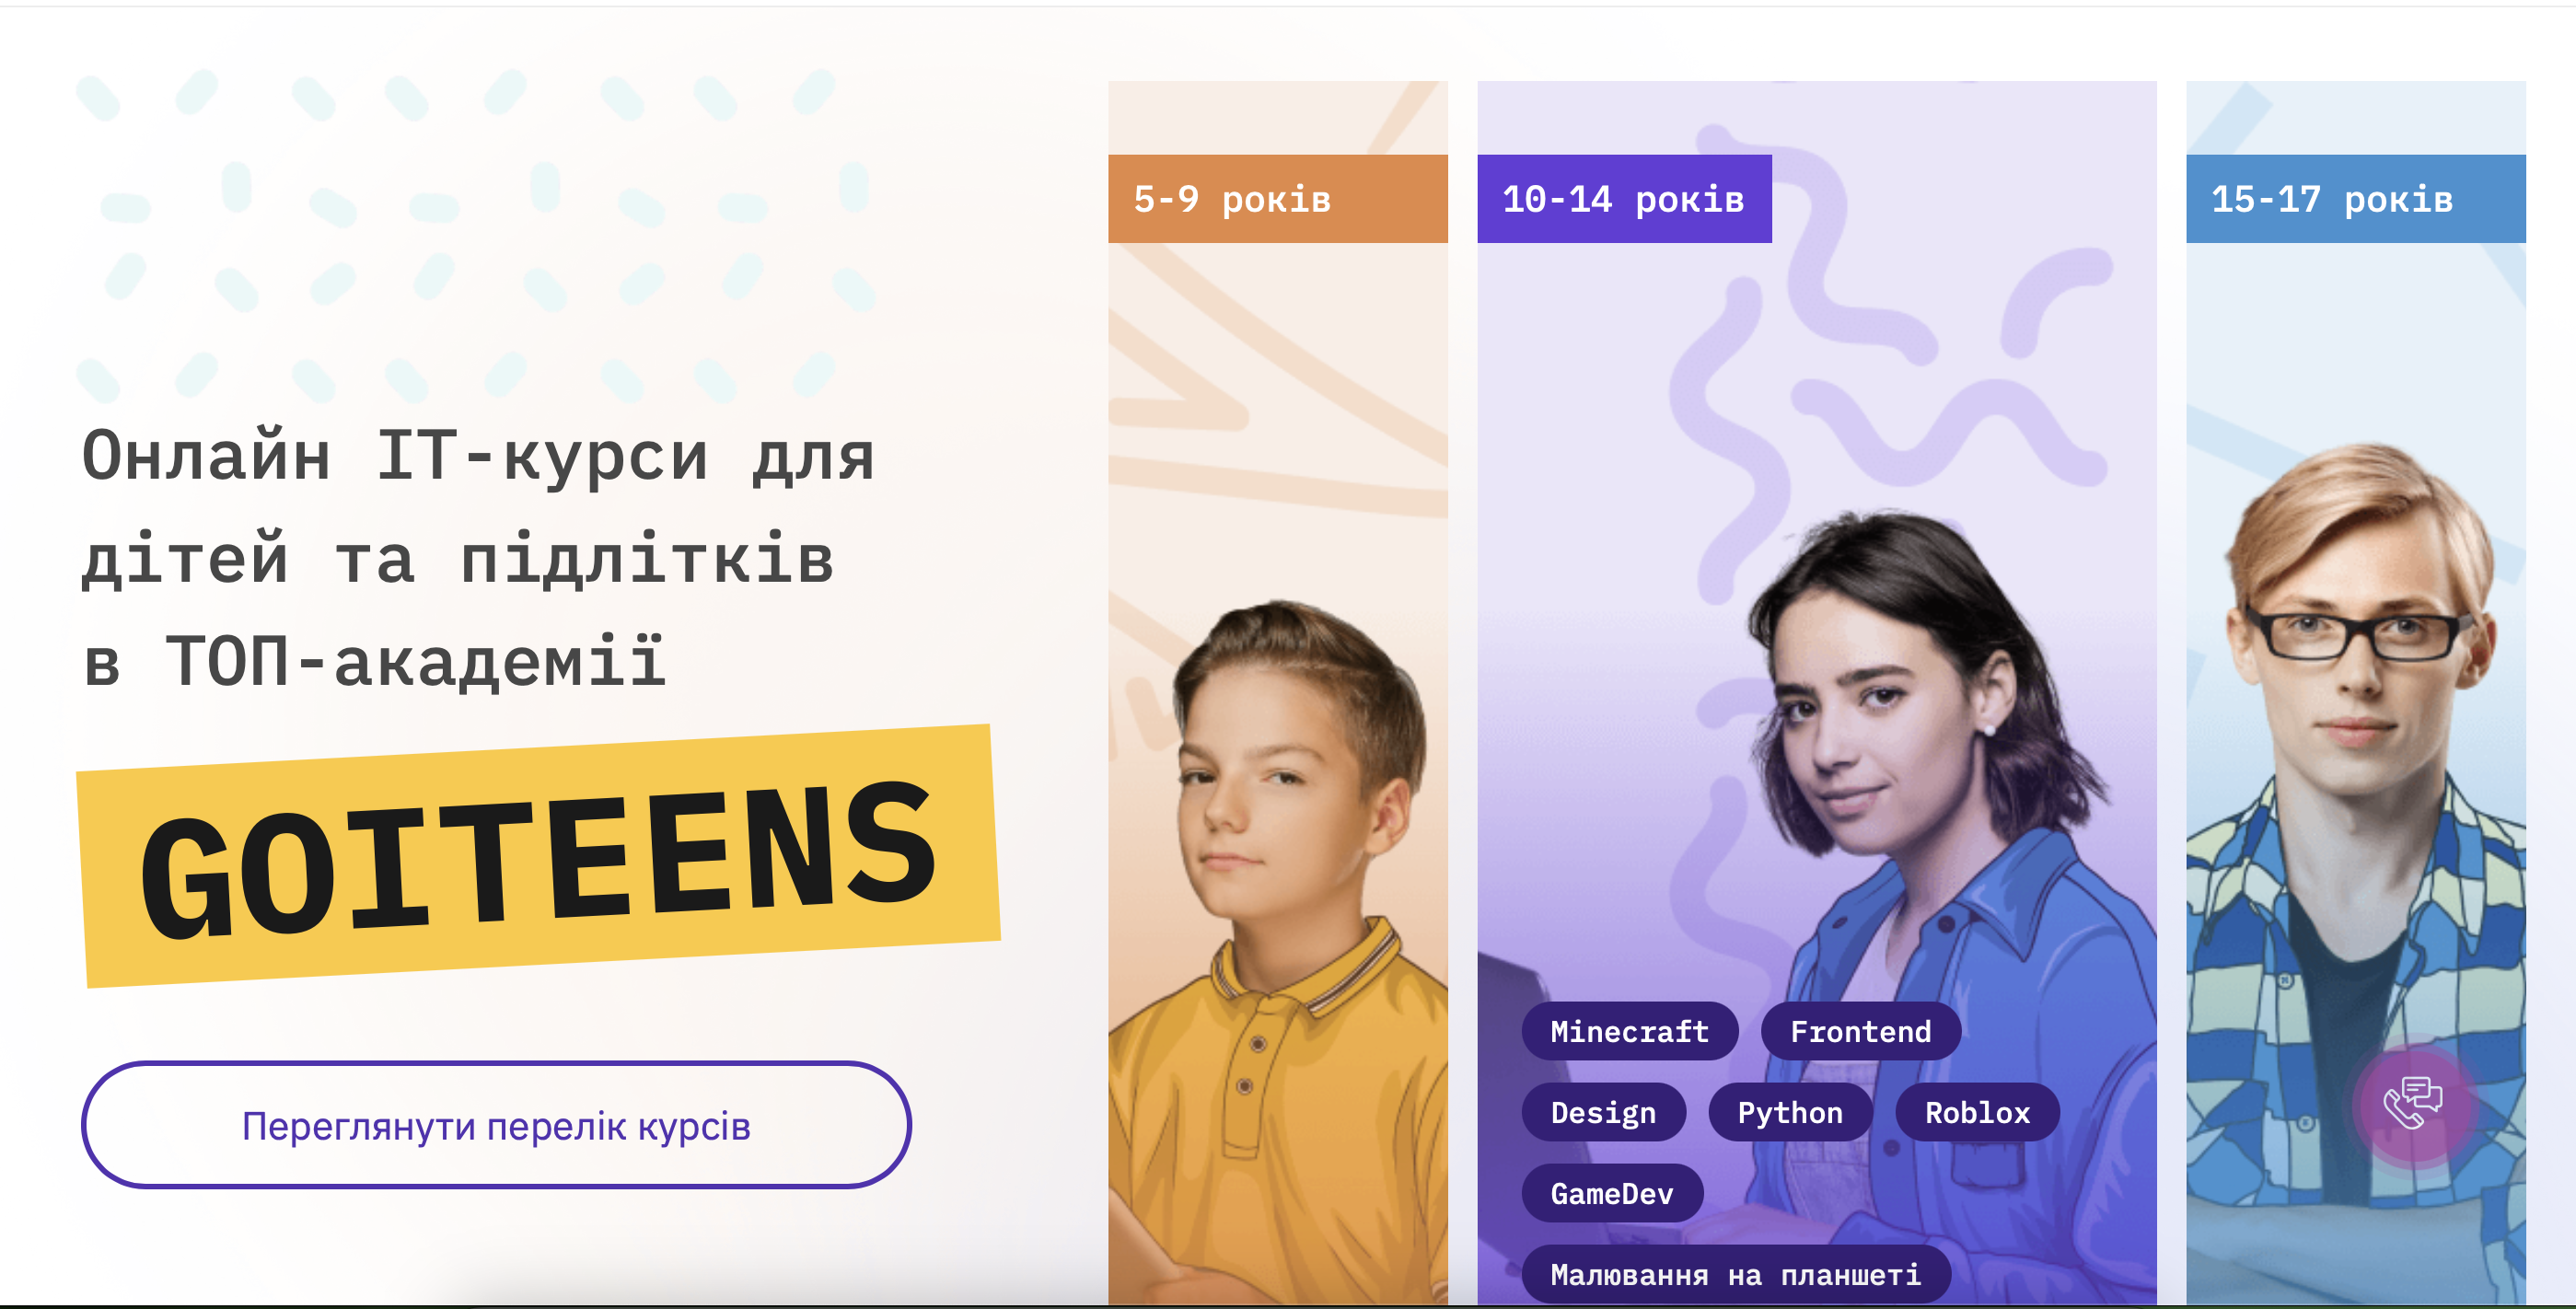 Онлайн ІТ-курси для
дітей та підлітків
в ТОП-академії
GOITEENS
Переглянути перелік курсів
5-9 років
10-14 років
Minecraft
Frontend
Design
Python
Roblox
GameDev
Малювання на планшеті
15-17 років